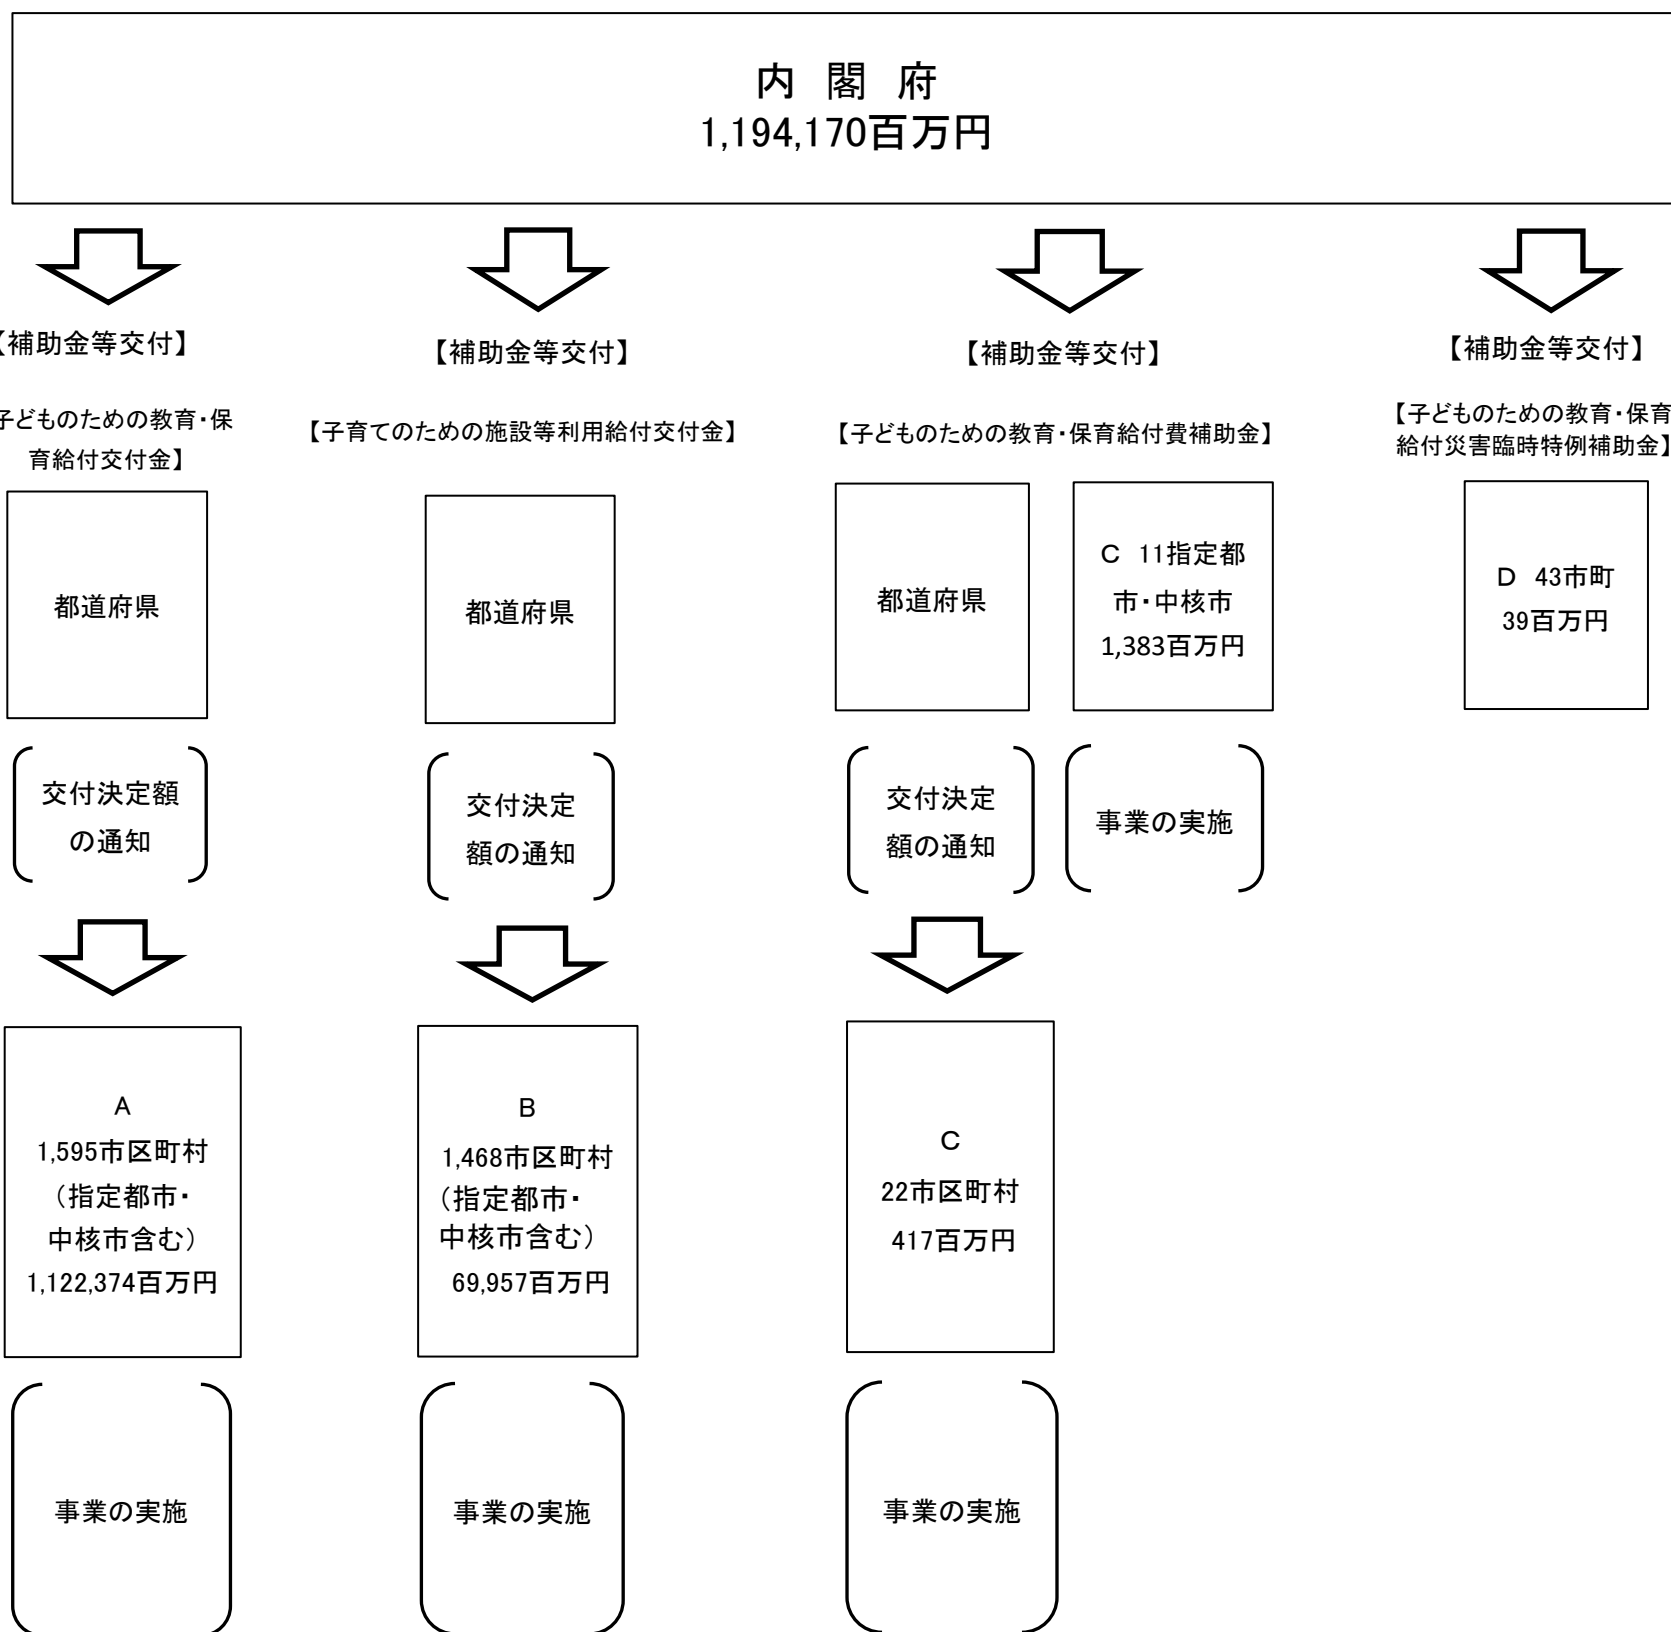 内 閣 府
1,194,170百万円
【補助金等交付】
子どものための教育・保
育給付交付金】
都道府県
交付決定額
の通知
A
1,595市区町村
（指定都市・
中核市含む）
1,122,374百万円
事業の実施
【補助金等交付】
【子育てのための施設等利用給付交付金】
都道府県
交付決定
額の通知
B
1,468市区町村
（指定都市・
中核市含む）
69,957百万円
事業の実施
【補助金等交付】
【子どものための教育・保育給付費補助金】
都道府県
交付決定
額の通知
C
22市区町村
417百万円
事業の実施
C 11指定都
市・中核市
1,383百万円
事業の実施
【補助金等交付】
【子どものための教育・保育
給付災害臨時特例補助金】
D 43市町
39百万円